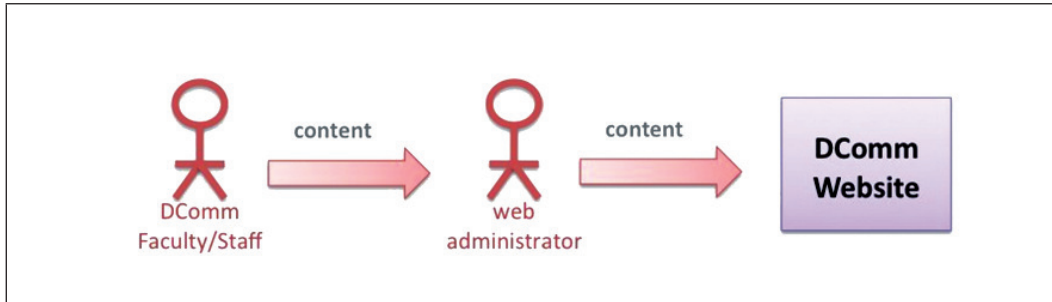 content
content
DComm
Website
DComm
Faculty/Staff
web
administrator